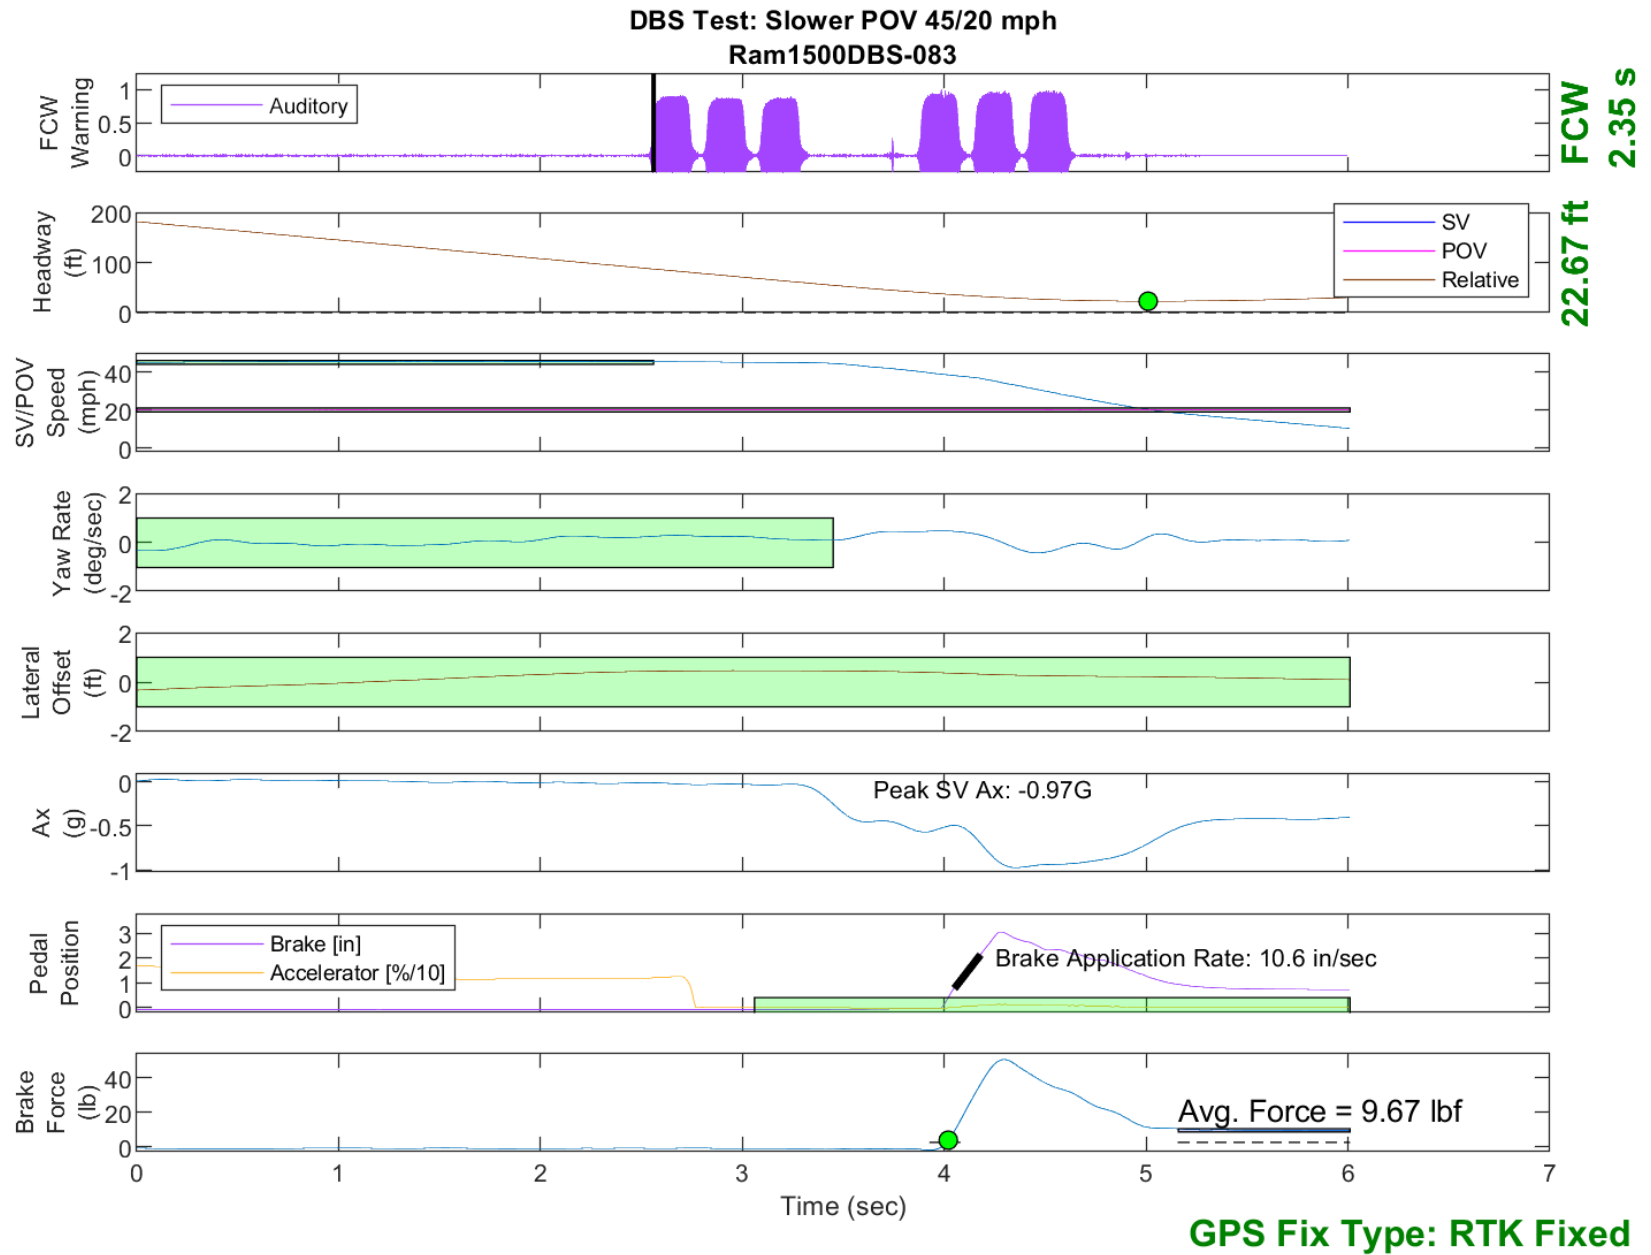 DBS Test: Slower POV 45/20 mph
Ram1500DBS-083
FCW
Warning
1
0.5
0
Auditory
FCW
2.35 s
Headway
(ft)
200
100
0
SV
POV
Relative
22.67 ft
SV/POV
Speed
(mph)
40
20
0
Yaw Rate
(deg/sec)
2
0
-2
Lateral
Offset
(ft)
2
0
-2
Ax
(g)
0
-0.5
-1
Peak SV Ax: -0.97G
Pedal
Position
3
2
1
0
Brake [in]
Accelerator [%/10]
Brake Application Rate: 10.6 in/sec
Brake
Force
(lb)
40
20
0
Avg. Force = 9.67 lbf
0 1 2 3 4 5 6 7
Time (sec)
GPS Fix Type: RTK Fixed